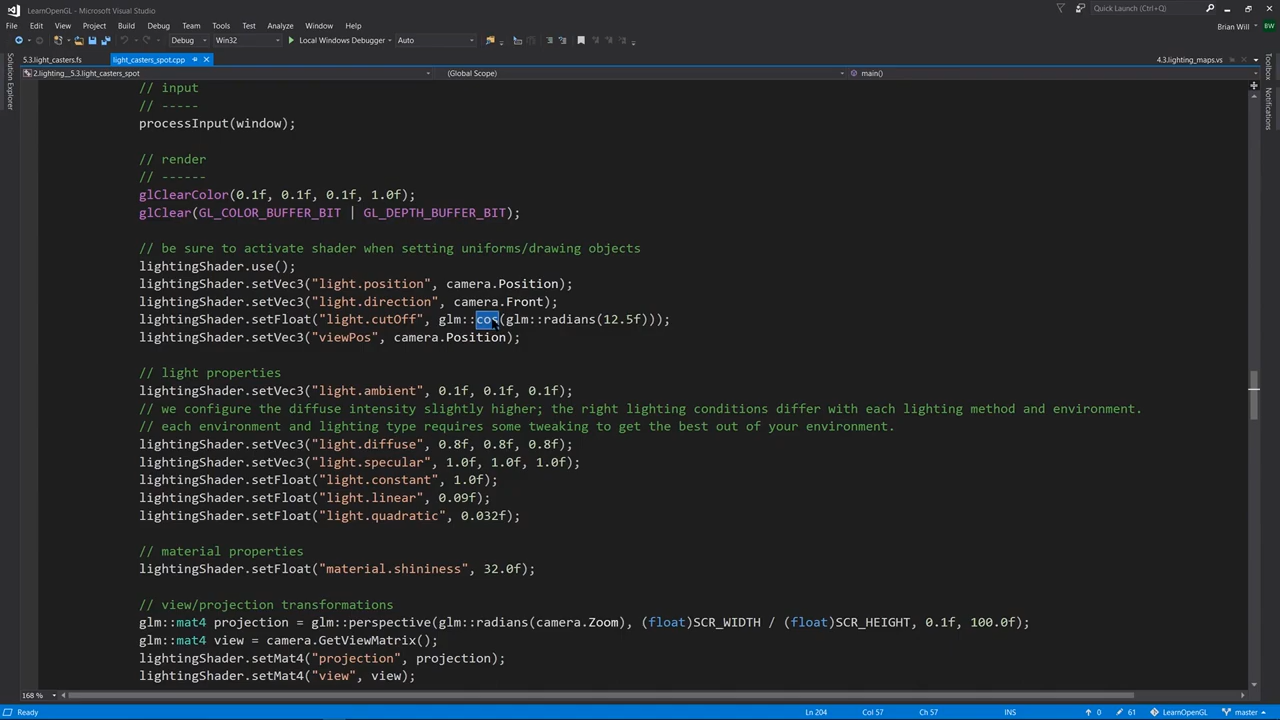 LearnOpenGL - Microsoft Visual Studio
Quick Launch (Ctrl+Q)
File Edit View Project Build Debug Team Tools Test Analyze Window Help
Brian Will
BW
Debug Win32 Local Windows Debugger Auto
5.3.light_casters.fs light_casters_spot.cpp 4.3.lighting_maps.vs
2.lighting__5.3.light_casters_spot (Global Scope) main()
Solution Explorer
Toolbox
Notifications
// input
// -----
processInput(window);
// render
// ------
glClearColor(0.1f, 0.1f, 0.1f, 1.0f);
glClear(GL_COLOR_BUFFER_BIT | GL_DEPTH_BUFFER_BIT);
// be sure to activate shader when setting uniforms/drawing objects
lightingShader.use();
lightingShader.setVec3("light.position", camera.Position);
lightingShader.setVec3("light.direction", camera.Front);
lightingShader.setFloat("light.cutOff", glm::cos(glm::radians(12.5f)));
lightingShader.setVec3("viewPos", camera.Position);
// light properties
lightingShader.setVec3("light.ambient", 0.1f, 0.1f, 0.1f);
// we configure the diffuse intensity slightly higher; the right lighting conditions differ with each lighting method and environment.
// each environment and lighting type requires some tweaking to get the best out of your environment.
lightingShader.setVec3("light.diffuse", 0.8f, 0.8f, 0.8f);
lightingShader.setVec3("light.specular", 1.0f, 1.0f, 1.0f);
lightingShader.setFloat("light.constant", 1.0f);
lightingShader.setFloat("light.linear", 0.09f);
lightingShader.setFloat("light.quadratic", 0.032f);
// material properties
lightingShader.setFloat("material.shininess", 32.0f);
// view/projection transformations
glm::mat4 projection = glm::perspective(glm::radians(camera.Zoom), (float)SCR_WIDTH / (float)SCR_HEIGHT, 0.1f, 100.0f);
glm::mat4 view = camera.GetViewMatrix();
lightingShader.setMat4("projection", projection);
lightingShader.setMat4("view", view);
168 %
Ready Ln 204 Col 57 Ch 57 INS 0 61 LearnOpenGL master